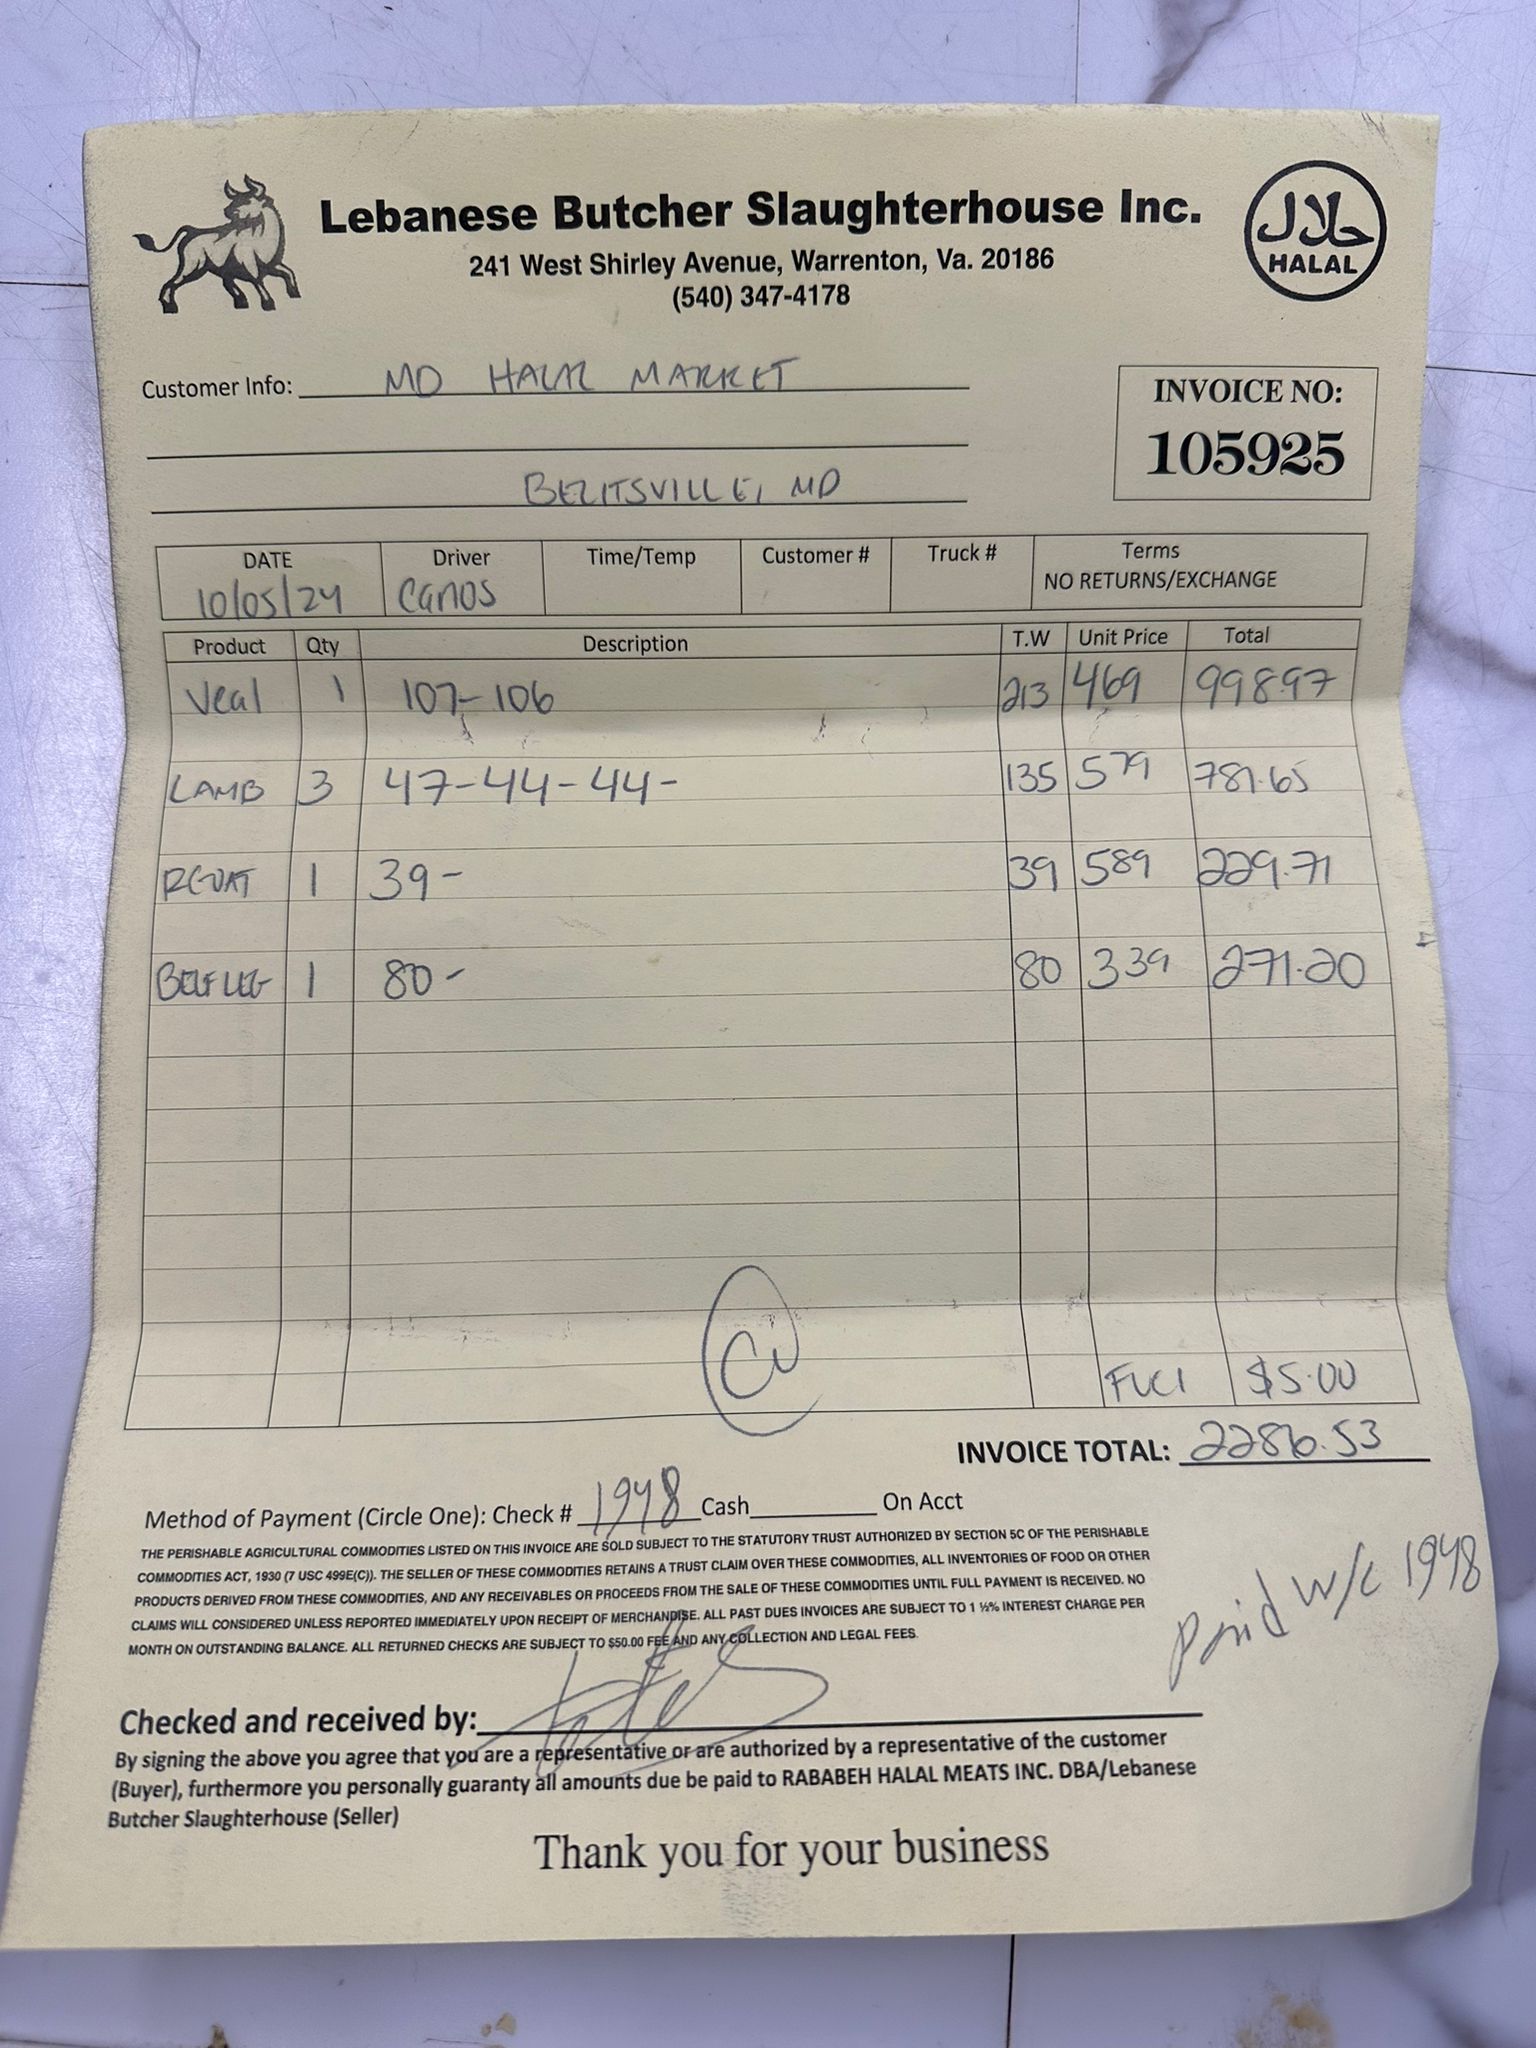 Lebanese Butcher Slaughterhouse Inc.
حلال
HALAL
241 West Shirley Avenue, Warrenton, Va. 20186
(540) 347-4178
Customer Info: MD HALAL MARKET
INVOICE NO:
105925
BELTSVILLE, MD
DATE Driver Time/Temp Customer # Truck # Terms
10/05/24 Carlos NO RETURNS/EXCHANGE
Product Qty Description T.W Unit Price Total
Veal 1 107-106 213 469 998.97
LAMB 3 47-44-44- 135 579 781.65
RGOAT 1 39- 39 589 229.71
BEEF LEG 1 80- 80 339 271.20
$5.00
INVOICE TOTAL: 2286.53
Method of Payment (Circle One): Check # 1948 Cash On Acct
THE PERISHABLE AGRICULTURAL COMMODITIES LISTED ON THIS INVOICE ARE SOLD SUBJECT TO THE STATUTORY TRUST AUTHORIZED BY SECTION 5C OF THE PERISHABLE
COMMODITIES ACT, 1930 (7 USC 499E(C)). THE SELLER OF THESE COMMODITIES RETAINS A TRUST CLAIM OVER THESE COMMODITIES, ALL INVENTORIES OF FOOD OR OTHER
PRODUCTS DERIVED FROM THESE COMMODITIES, AND ANY RECEIVABLES OR PROCEEDS FROM THE SALE OF THESE COMMODITIES UNTIL FULL PAYMENT IS RECEIVED. NO
CLAIMS WILL CONSIDERED UNLESS REPORTED IMMEDIATELY UPON RECEIPT OF MERCHANDISE. ALL PAST DUES INVOICES ARE SUBJECT TO 1 ½% INTEREST CHARGE PER
MONTH ON OUTSTANDING BALANCE. ALL RETURNED CHECKS ARE SUBJECT TO $50.00 FEE AND ANY COLLECTION AND LEGAL FEES.
Paid w/c 1948
Checked and received by:
By signing the above you agree that you are a representative or are authorized by a representative of the customer
(Buyer), furthermore you personally guaranty all amounts due be paid to RABABEH HALAL MEATS INC. DBA/Lebanese
Butcher Slaughterhouse (Seller)
Thank you for your business